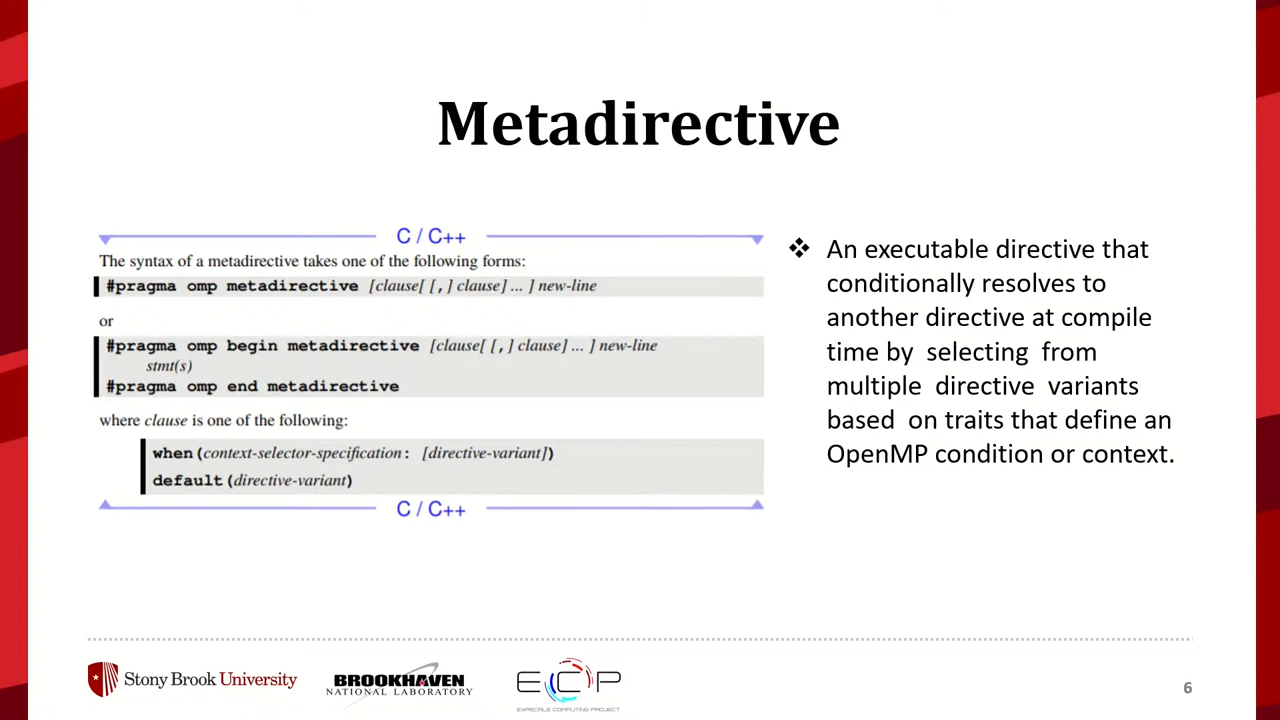 Metadirective
C / C++
The syntax of a metadirective takes one of the following forms:
#pragma omp metadirective [clause[ [,] clause] ... ] new-line
or
#pragma omp begin metadirective [clause[ [,] clause] ... ] new-line
stmt(s)
#pragma omp end metadirective
where clause is one of the following:
when(context-selector-specification: [directive-variant])
default(directive-variant)
C / C++
❖ An executable directive that
conditionally resolves to
another directive at compile
time by selecting from
multiple directive variants
based on traits that define an
OpenMP condition or context.
Stony Brook University
BROOKHAVEN
NATIONAL LABORATORY
ECP
EXASCALE COMPUTING PROJECT
6